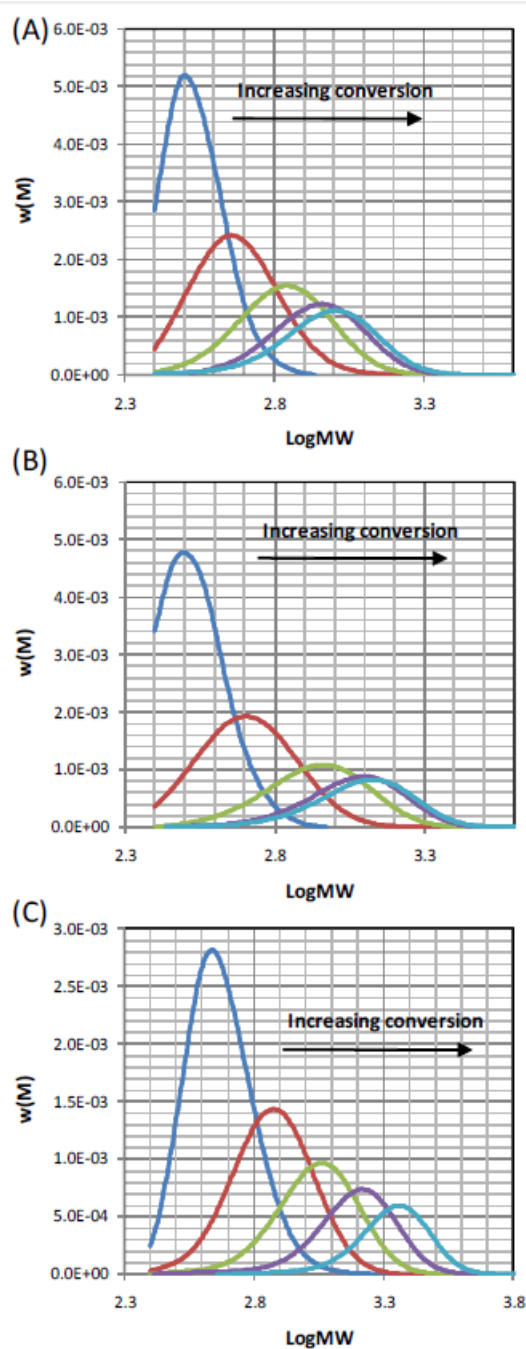 (A)
6.0E-03
5.0E-03
4.0E-03
3.0E-03
2.0E-03
1.0E-03
0.0E+00
w(M)
Increasing conversion
2.3 2.8 3.3
LogMW
(B)
6.0E-03
5.0E-03
4.0E-03
3.0E-03
2.0E-03
1.0E-03
0.0E+00
w(M)
Increasing conversion
2.3 2.8 3.3
LogMW
(C)
3.0E-03
2.5E-03
2.0E-03
1.5E-03
1.0E-03
5.0E-04
0.0E+00
w(M)
Increasing conversion
2.3 2.8 3.3 3.8
LogMW